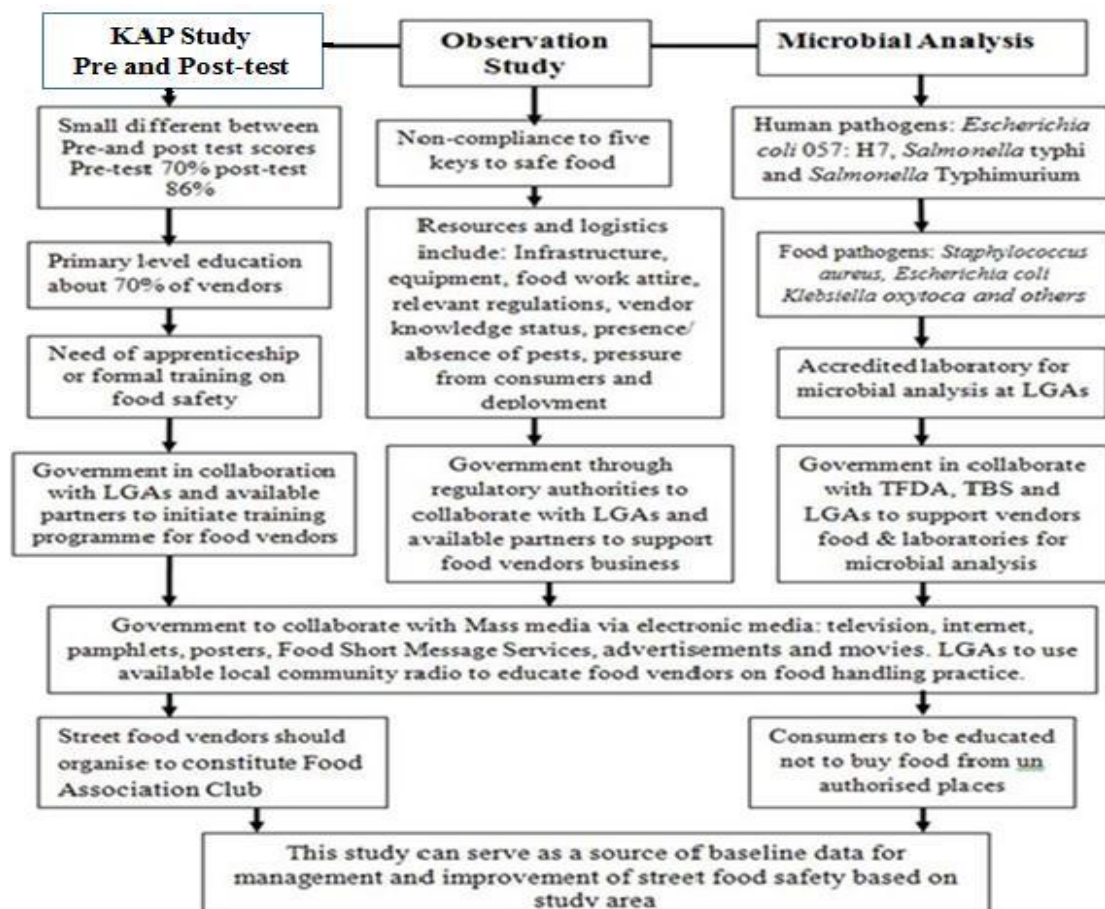 KAP Study
Pre and Post-test
Observation
Study
Microbial Analysis
Small different between
Pre-and post test scores
Pre-test 70% post-test
86%
Non-compliance to five
keys to safe food
Human pathogens: Escherichia
coli 057: H7, Salmonella typhi
and Salmonella Typhimurium
Primary level education
about 70% of vendors
Resources and logistics
include: Infrastructure,
equipment, food work attire,
relevant regulations, vendor
knowledge status, presence/
absence of pests, pressure
from consumers and
deployment
Food pathogens: Staphylococcus
aureus, Escherichia coli
Klebsiella oxytoca and others
Need of apprenticeship
or formal training on
food safety
Accredited laboratory for
microbial analysis at LGAs
Government in collaboration
with LGAs and available
partners to initiate training
programme for food vendors
Government through
regulatory authorities to
collaborate with LGAs and
available partners to support
food vendors business
Government in collaborate
with TFDA, TBS and
LGAs to support vendors
food & laboratories for
microbial analysis
Government to collaborate with Mass media via electronic media: television, internet,
pamphlets, posters, Food Short Message Services, advertisements and movies. LGAs to use
available local community radio to educate food vendors on food handling practice.
Street food vendors should
organise to constitute Food
Association Club
Consumers to be educated
not to buy food from un
authorised places
This study can serve as a source of baseline data for
management and improvement of street food safety based on
study area